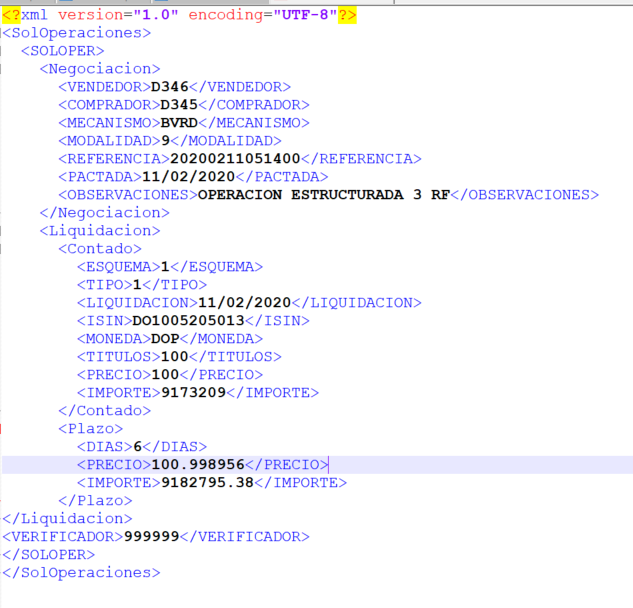 <?xml version="1.0" encoding="UTF-8"?>
<SolOperaciones>
<SOLOPER>
<Negociacion>
<VENDEDOR>D346</VENDEDOR>
<COMPRADOR>D345</COMPRADOR>
<MECANISMO>BVRD</MECANISMO>
<MODALIDAD>9</MODALIDAD>
<REFERENCIA>20200211051400</REFERENCIA>
<PACTADA>11/02/2020</PACTADA>
<OBSERVACIONES>OPERACION ESTRUCTURADA 3 RF</OBSERVACIONES>
</Negociacion>
<Liquidacion>
<Contado>
<ESQUEMA>1</ESQUEMA>
<TIPO>1</TIPO>
<LIQUIDACION>11/02/2020</LIQUIDACION>
<ISIN>DO1005205013</ISIN>
<MONEDA>DOP</MONEDA>
<TITULOS>100</TITULOS>
<PRECIO>100</PRECIO>
<IMPORTE>9173209</IMPORTE>
</Contado>
<Plazo>
<DIAS>6</DIAS>
<PRECIO>100.998956</PRECIO>
<IMPORTE>9182795.38</IMPORTE>
</Plazo>
</Liquidacion>
<VERIFICADOR>999999</VERIFICADOR>
</SOLOPER>
</SolOperaciones>